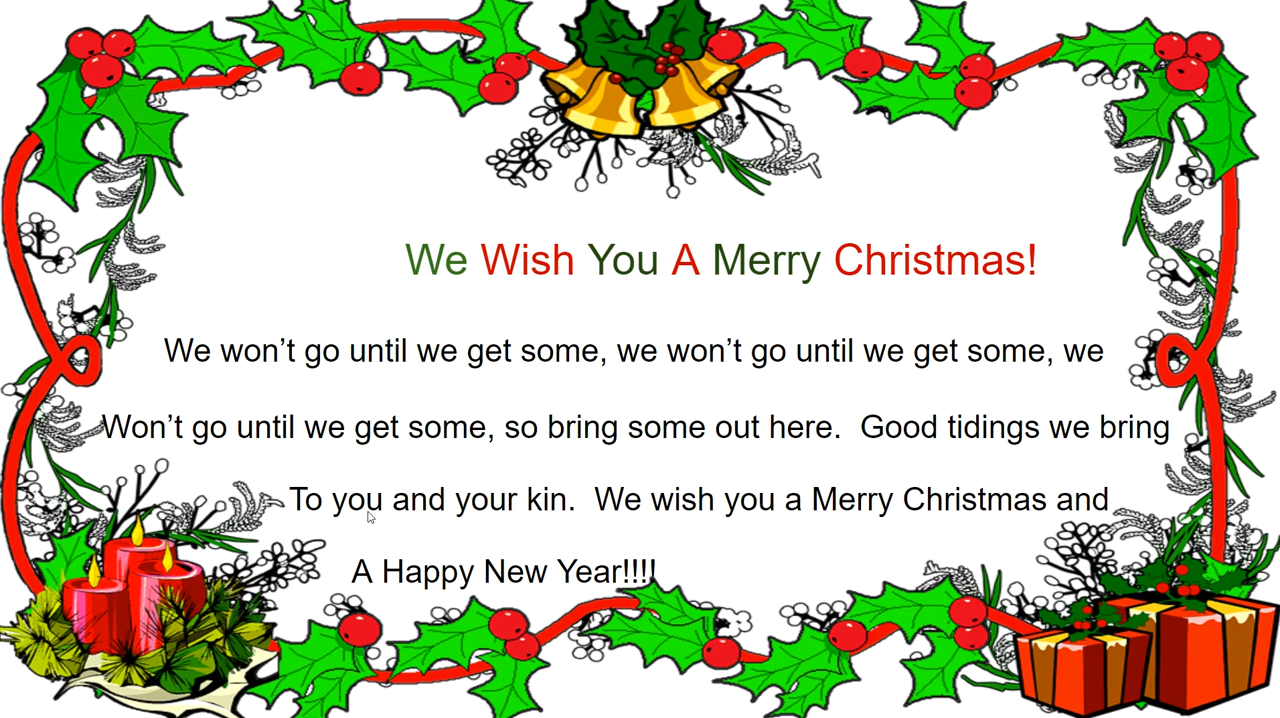 We Wish You A Merry Christmas!
We won’t go until we get some, we won’t go until we get some, we
Won’t go until we get some, so bring some out here.  Good tidings we bring
To you and your kin.  We wish you a Merry Christmas and
A Happy New Year!!!!